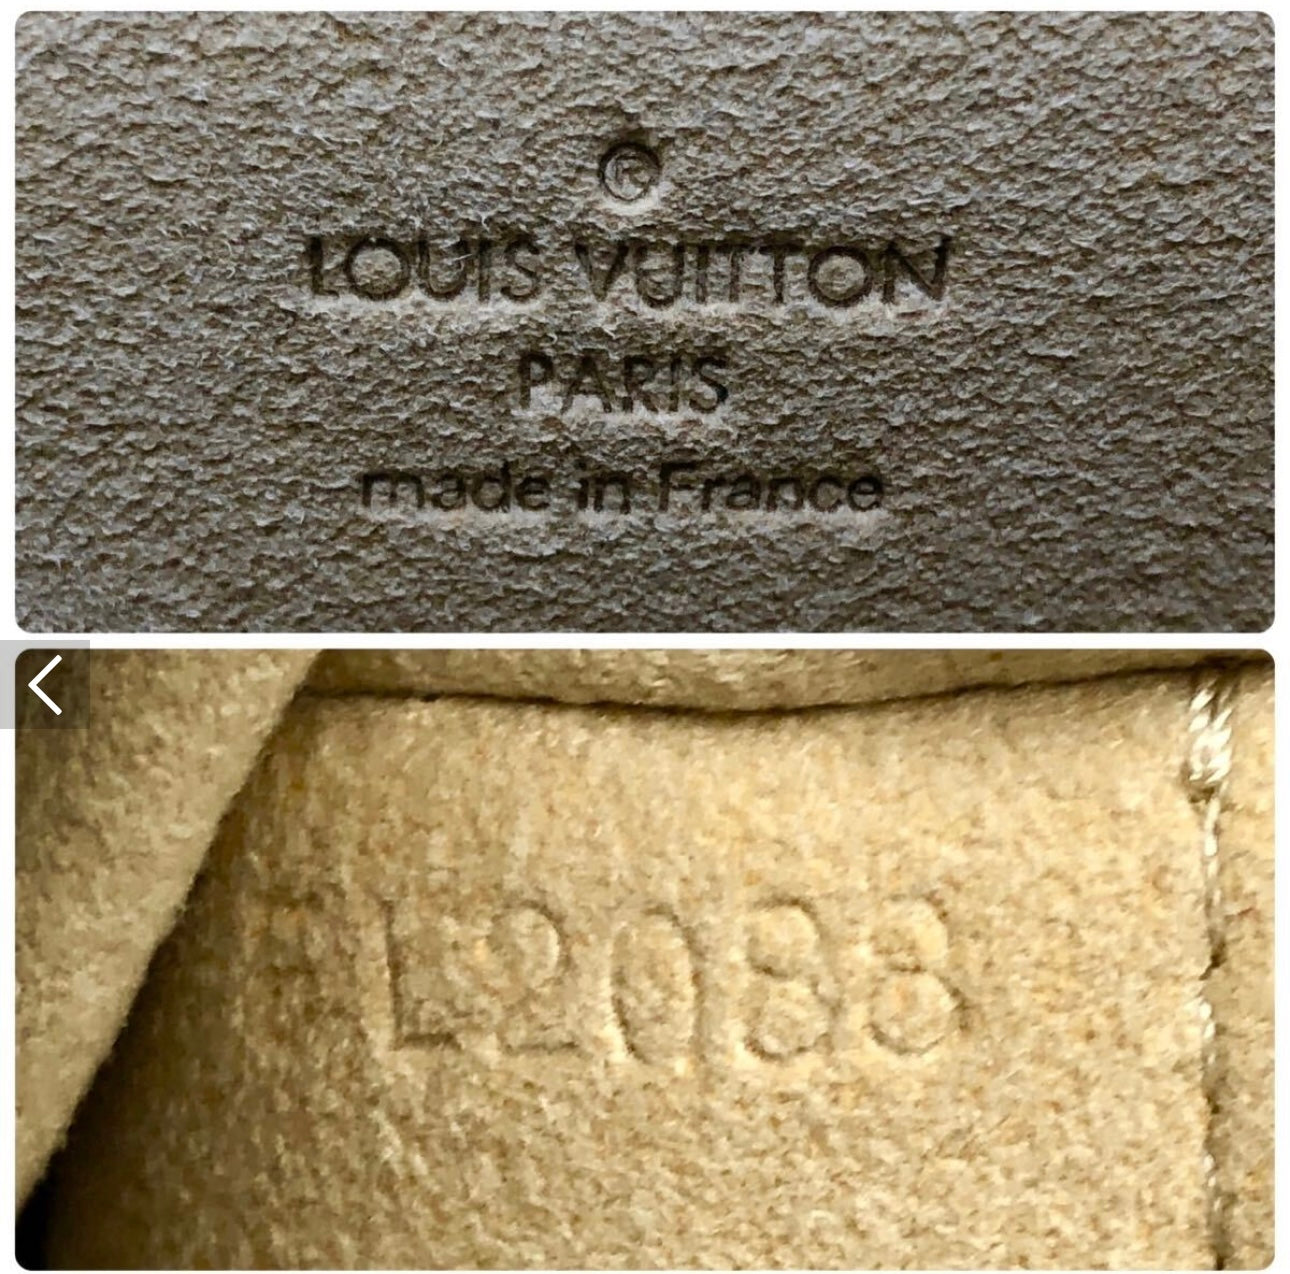 ®
LOUIS VUITTON
PARIS
made in France
L2088